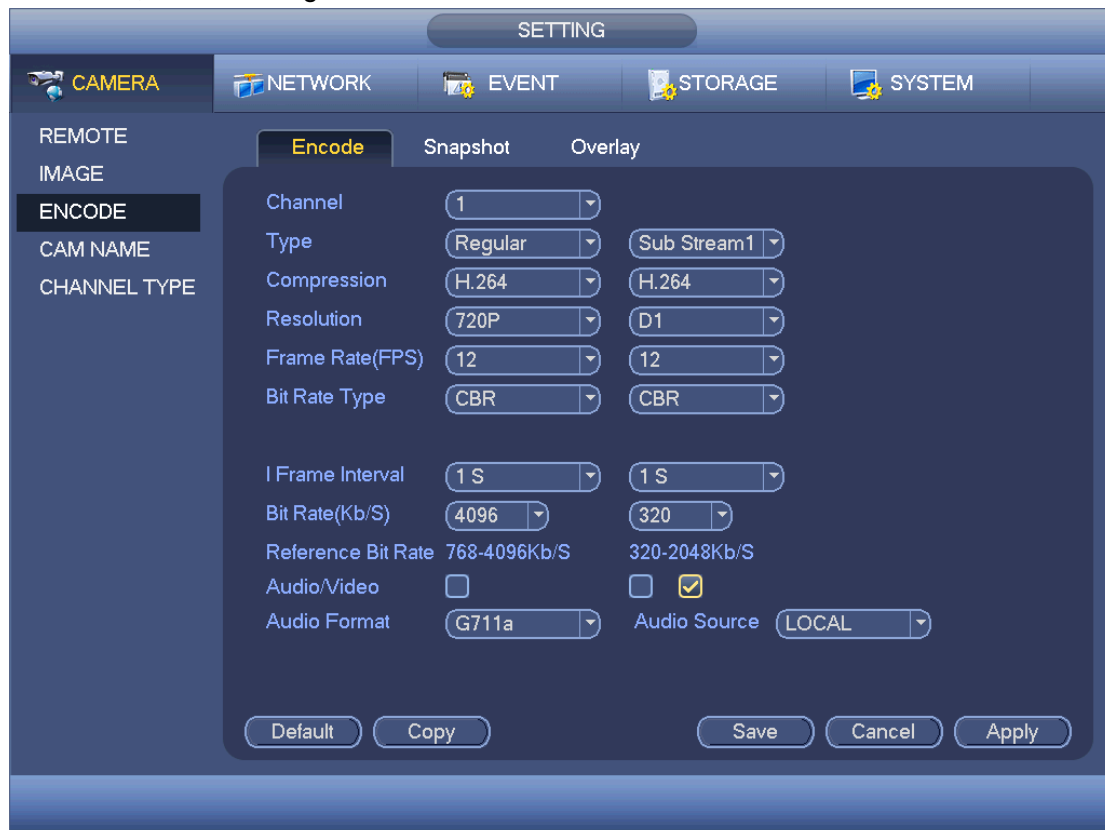 SETTING
CAMERA NETWORK EVENT STORAGE SYSTEM
REMOTE
IMAGE
ENCODE
CAM NAME
CHANNEL TYPE
Encode Snapshot Overlay
Channel 1
Type Regular Sub Stream1
Compression H.264 H.264
Resolution 720P D1
Frame Rate(FPS) 12 12
Bit Rate Type CBR CBR
I Frame Interval 1 S 1 S
Bit Rate(Kb/S) 4096 320
Reference Bit Rate 768-4096Kb/S 320-2048Kb/S
Audio/Video
Audio Format G711a Audio Source LOCAL
Default Copy Save Cancel Apply